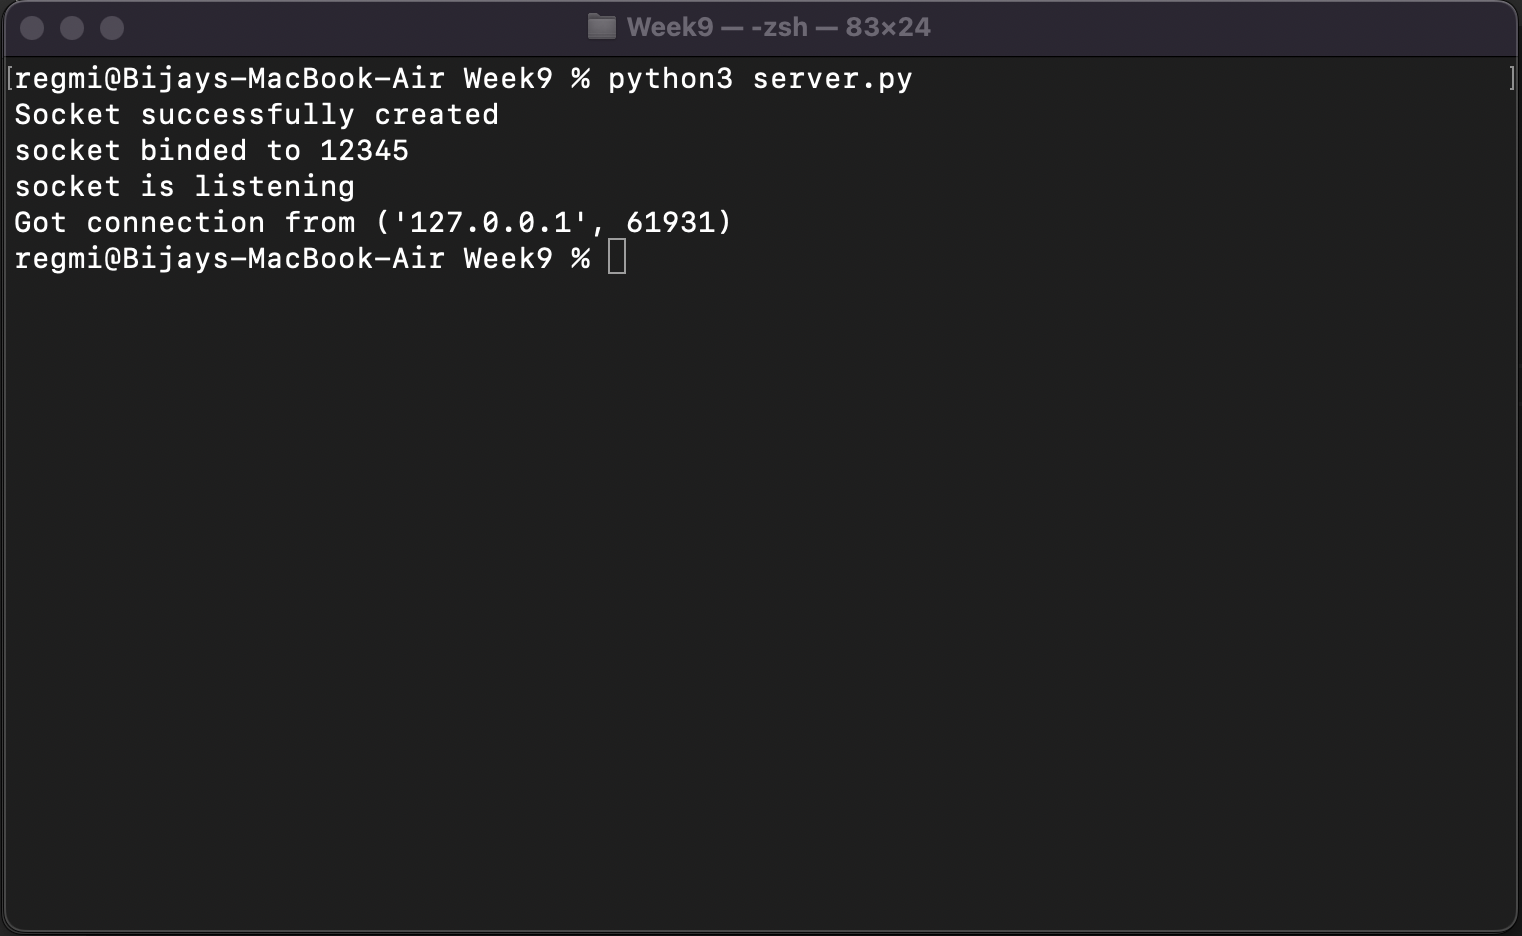 Week9 — -zsh — 83×24
[regmi@Bijays-MacBook-Air Week9 % python3 server.py ]
Socket successfully created
socket binded to 12345
socket is listening
Got connection from ('127.0.0.1', 61931)
regmi@Bijays-MacBook-Air Week9 %